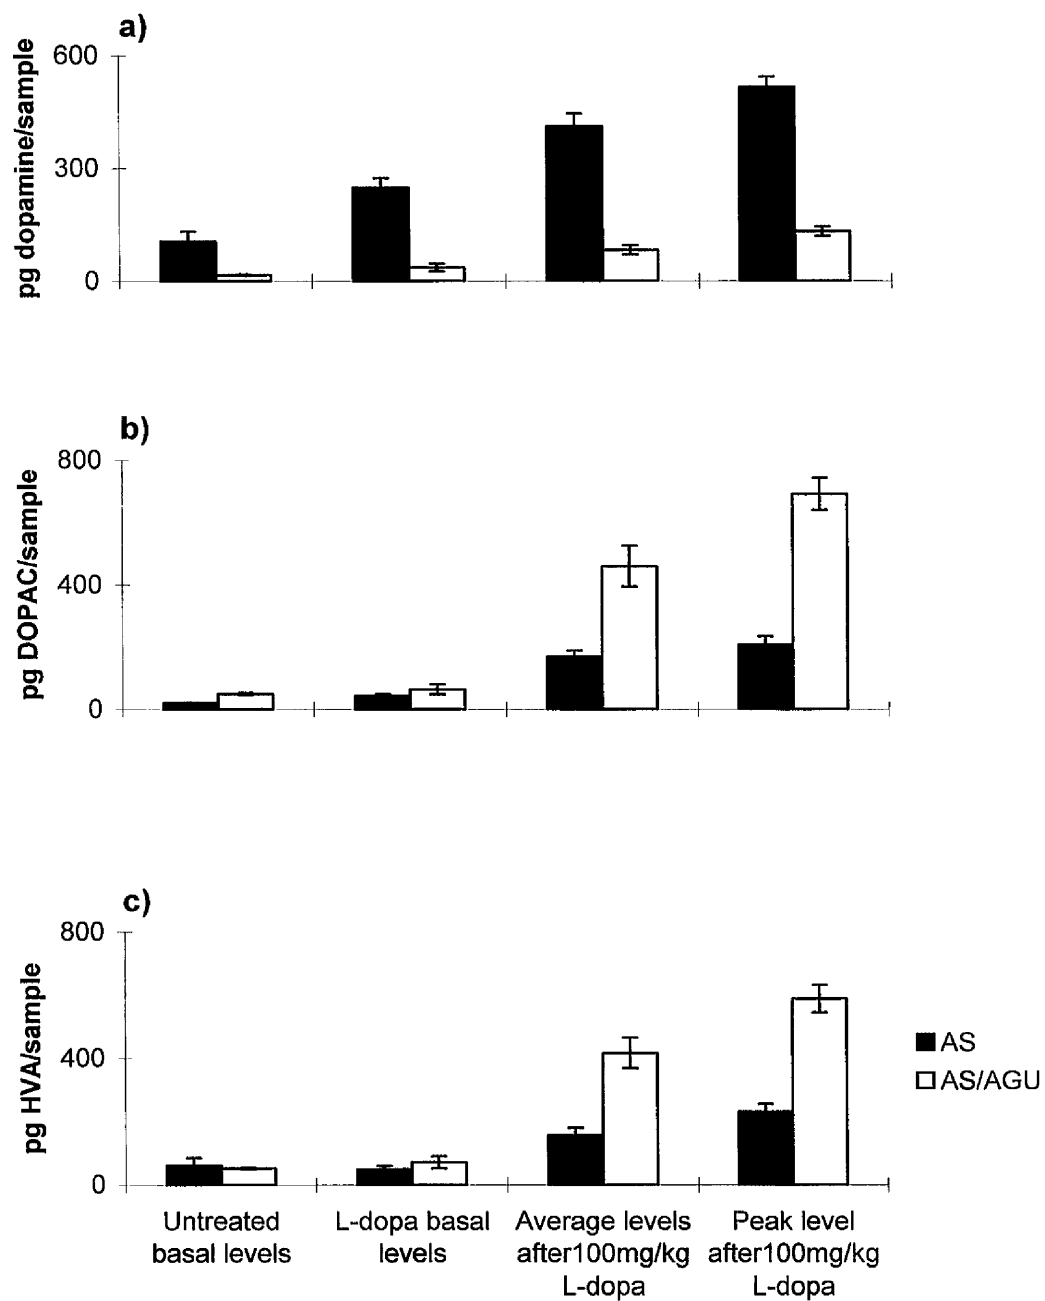 a)
pg dopamine/sample
600
300
0
b)
pg DOPAC/sample
800
400
0
c)
pg HVA/sample
800
400
0
AS
AS/AGU
Untreated
basal levels
L-dopa basal
levels
Average levels
after100mg/kg
L-dopa
Peak level
after100mg/kg
L-dopa